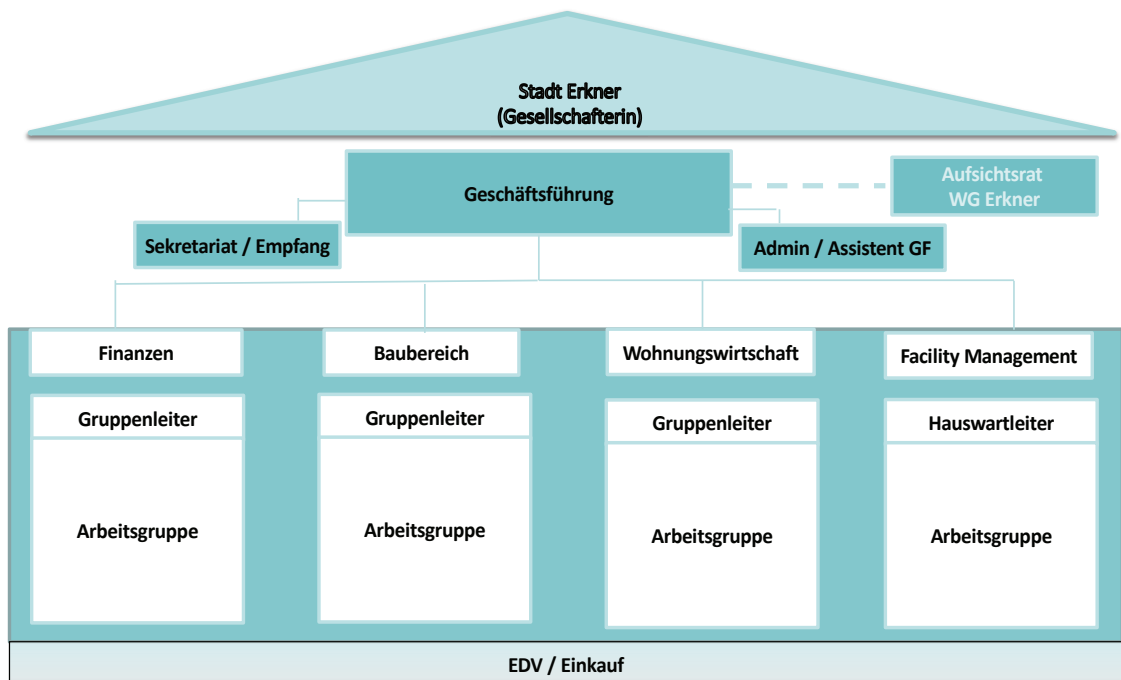 Stadt Erkner
(Gesellschafterin)
Geschäftsführung
Aufsichtsrat
WG Erkner
Sekretariat / Empfang
Admin / Assistent GF
Finanzen
Baubereich
Wohnungswirtschaft
Facility Management
Gruppenleiter
Gruppenleiter
Gruppenleiter
Hauswartleiter
Arbeitsgruppe
Arbeitsgruppe
Arbeitsgruppe
Arbeitsgruppe
EDV / Einkauf